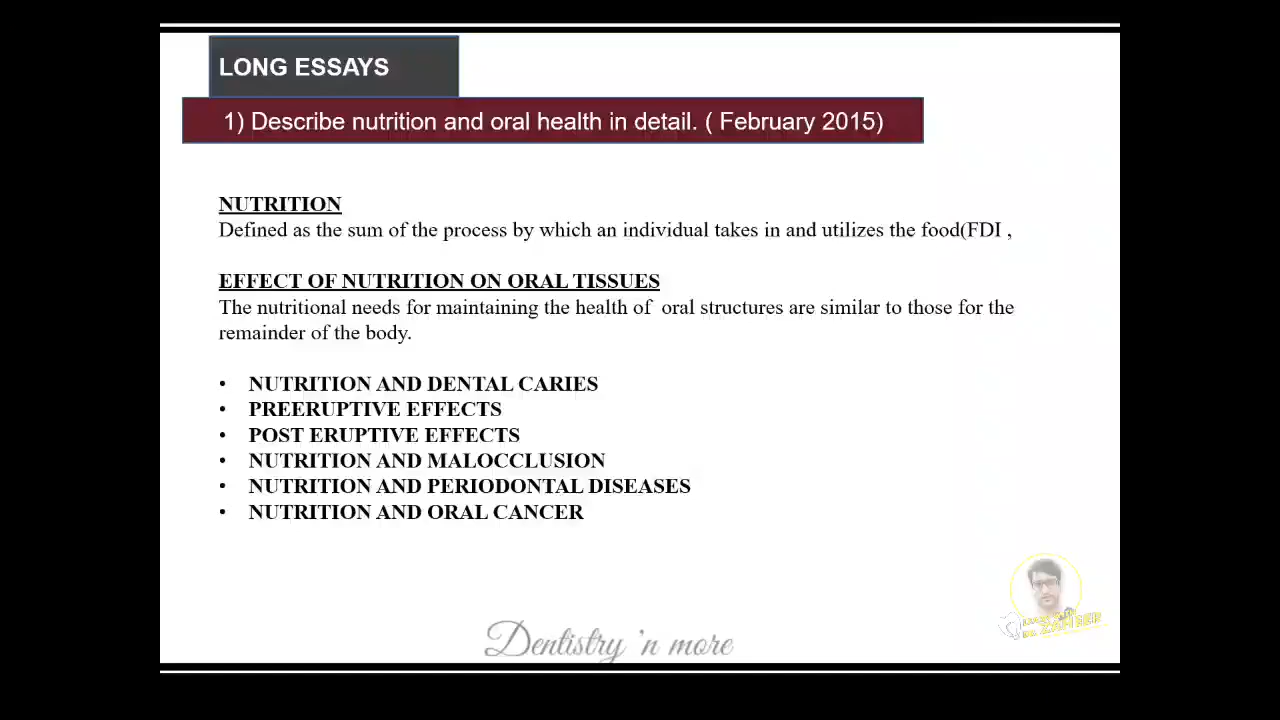 LONG ESSAYS
1) Describe nutrition and oral health in detail. ( February 2015)
NUTRITION
Defined as the sum of the process by which an individual takes in and utilizes the food(FDI ,
EFFECT OF NUTRITION ON ORAL TISSUES
The nutritional needs for maintaining the health of oral structures are similar to those for the
remainder of the body.
• NUTRITION AND DENTAL CARIES
• PREERUPTIVE EFFECTS
• POST ERUPTIVE EFFECTS
• NUTRITION AND MALOCCLUSION
• NUTRITION AND PERIODONTAL DISEASES
• NUTRITION AND ORAL CANCER
Dentistry 'n more